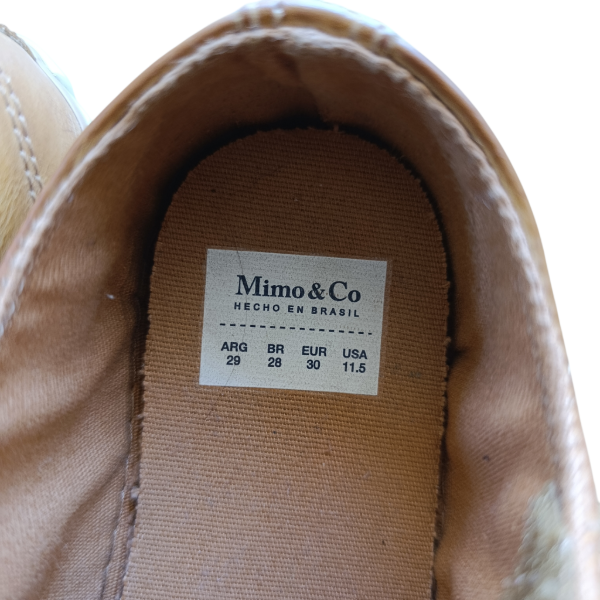 Mimo & Co
HECHO EN BRASIL
ARG BR EUR USA
29 28 30 11.5